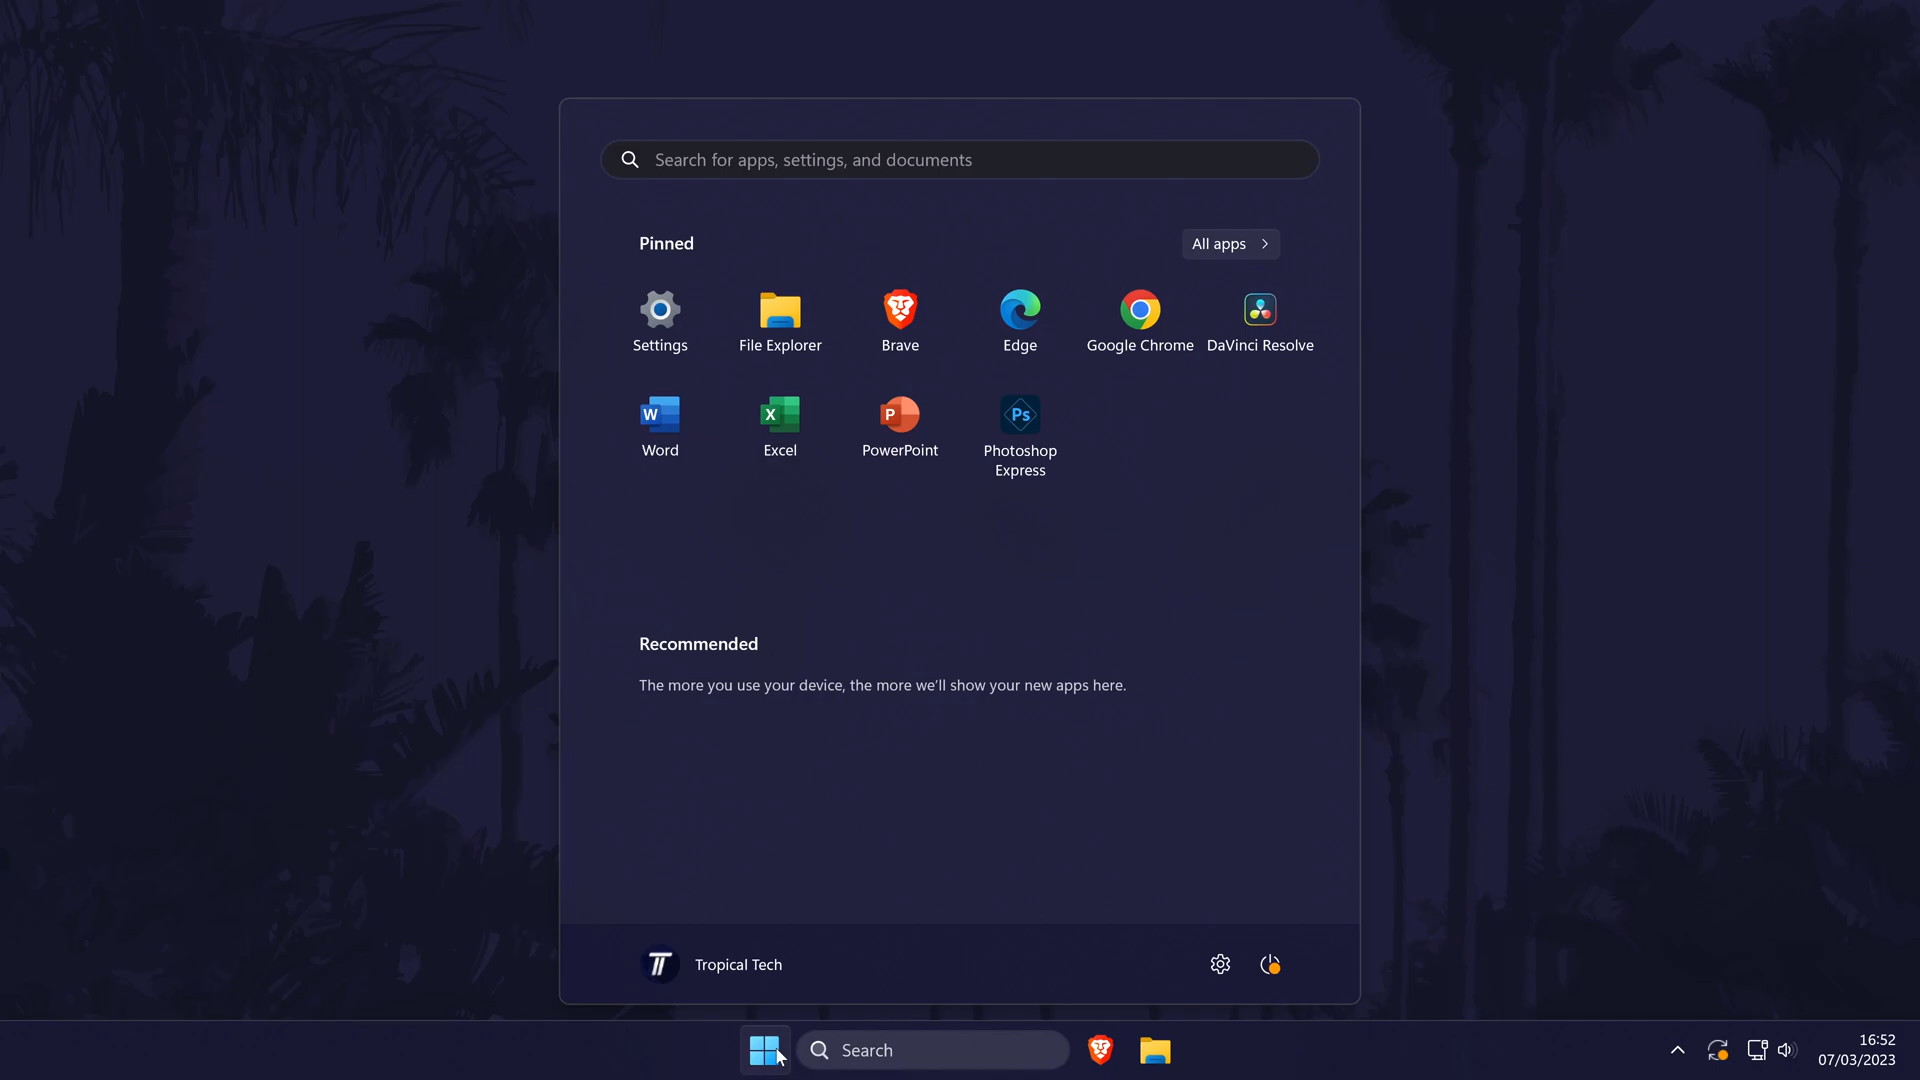 Search for apps, settings, and documents
Pinned
All apps
Settings
File Explorer
Brave
Edge
Google Chrome
DaVinci Resolve
W
X
P
Ps
Word
Excel
PowerPoint
Photoshop
Express
Recommended
The more you use your device, the more we'll show your new apps here.
TT
Tropical Tech
Search
16:52
07/03/2023